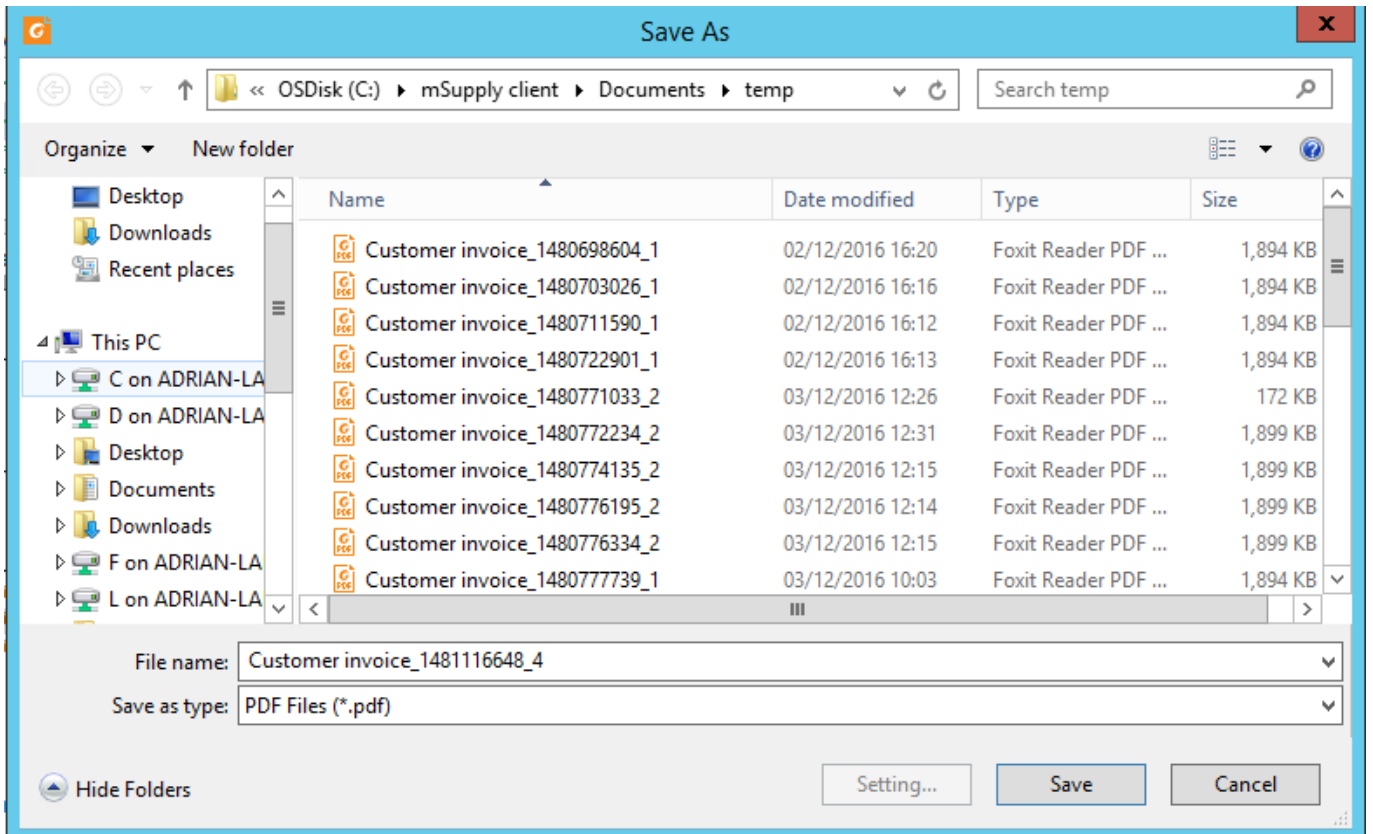 Save As
« OSDisk (C:) mSupply client Documents temp
Search temp
Organize
New folder
Name Date modified Type Size
Desktop
Downloads
Recent places
This PC
C on ADRIAN-LA
D on ADRIAN-LA
Desktop
Documents
Downloads
F on ADRIAN-LA
L on ADRIAN-LA
Customer invoice_1480698604_1 02/12/2016 16:20 Foxit Reader PDF ... 1,894 KB
Customer invoice_1480703026_1 02/12/2016 16:16 Foxit Reader PDF ... 1,894 KB
Customer invoice_1480711590_1 02/12/2016 16:12 Foxit Reader PDF ... 1,894 KB
Customer invoice_1480722901_1 02/12/2016 16:13 Foxit Reader PDF ... 1,894 KB
Customer invoice_1480771033_2 03/12/2016 12:26 Foxit Reader PDF ... 172 KB
Customer invoice_1480772234_2 03/12/2016 12:31 Foxit Reader PDF ... 1,899 KB
Customer invoice_1480774135_2 03/12/2016 12:15 Foxit Reader PDF ... 1,899 KB
Customer invoice_1480776195_2 03/12/2016 12:14 Foxit Reader PDF ... 1,899 KB
Customer invoice_1480776334_2 03/12/2016 12:15 Foxit Reader PDF ... 1,899 KB
Customer invoice_1480777739_1 03/12/2016 10:03 Foxit Reader PDF ... 1,894 KB
File name: Customer invoice_1481116648_4
Save as type: PDF Files (*.pdf)
Hide Folders
Setting...
Save
Cancel